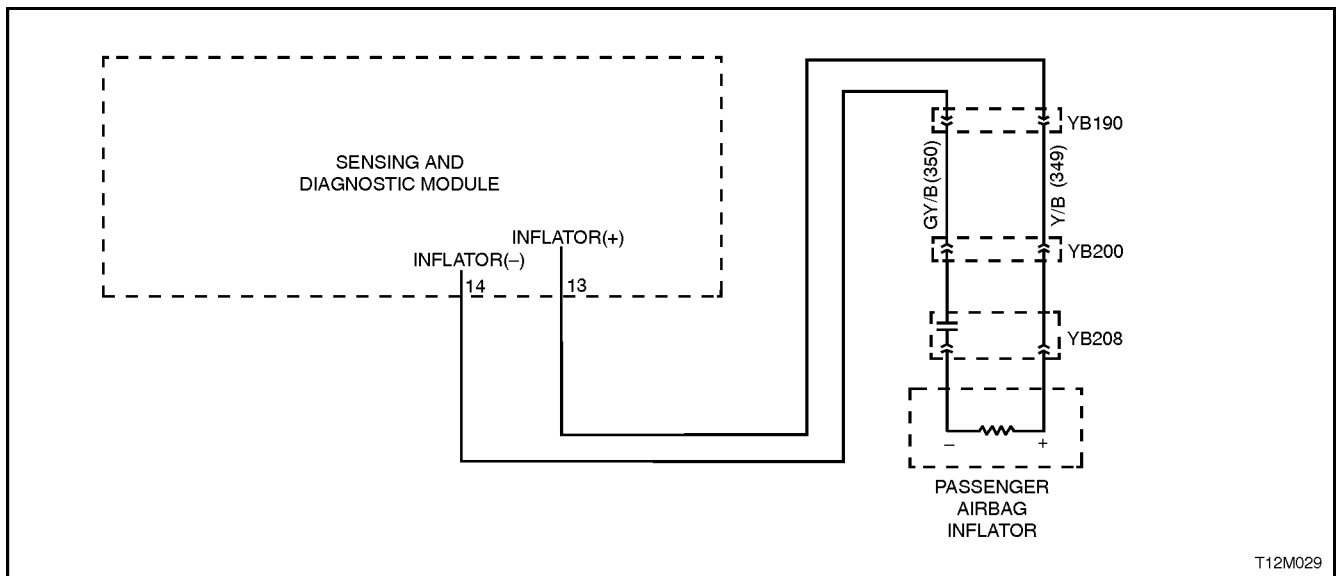 SENSING AND
DIAGNOSTIC MODULE
INFLATOR(+)
INFLATOR(–)
14
13
YB190
GY/B(350)
Y/B (349)
YB200
YB208
– +
PASSENGER
AIRBAG
INFLATOR
T12M029